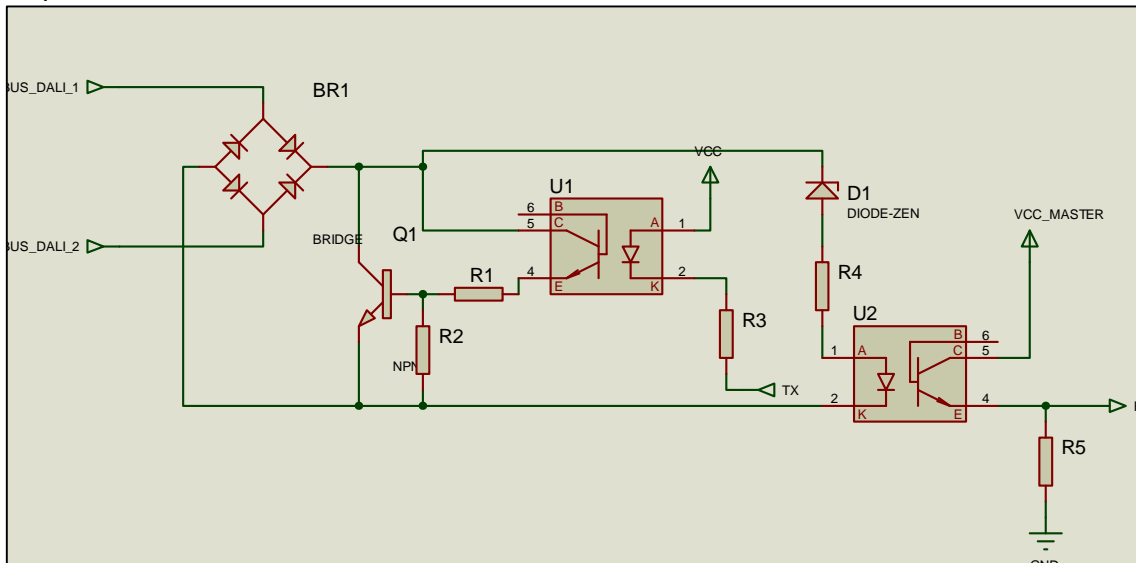 BUS_DALI_1
BR1
BUS_DALI_2
BRIDGE
Q1
NPN
R1
R2
U1
6
B
5
C
4
E
A
1
K
2
VCC
R3
TX
D1
DIODE-ZEN
R4
U2
1
A
2
K
B
6
C
5
E
4
VCC_MASTER
R5